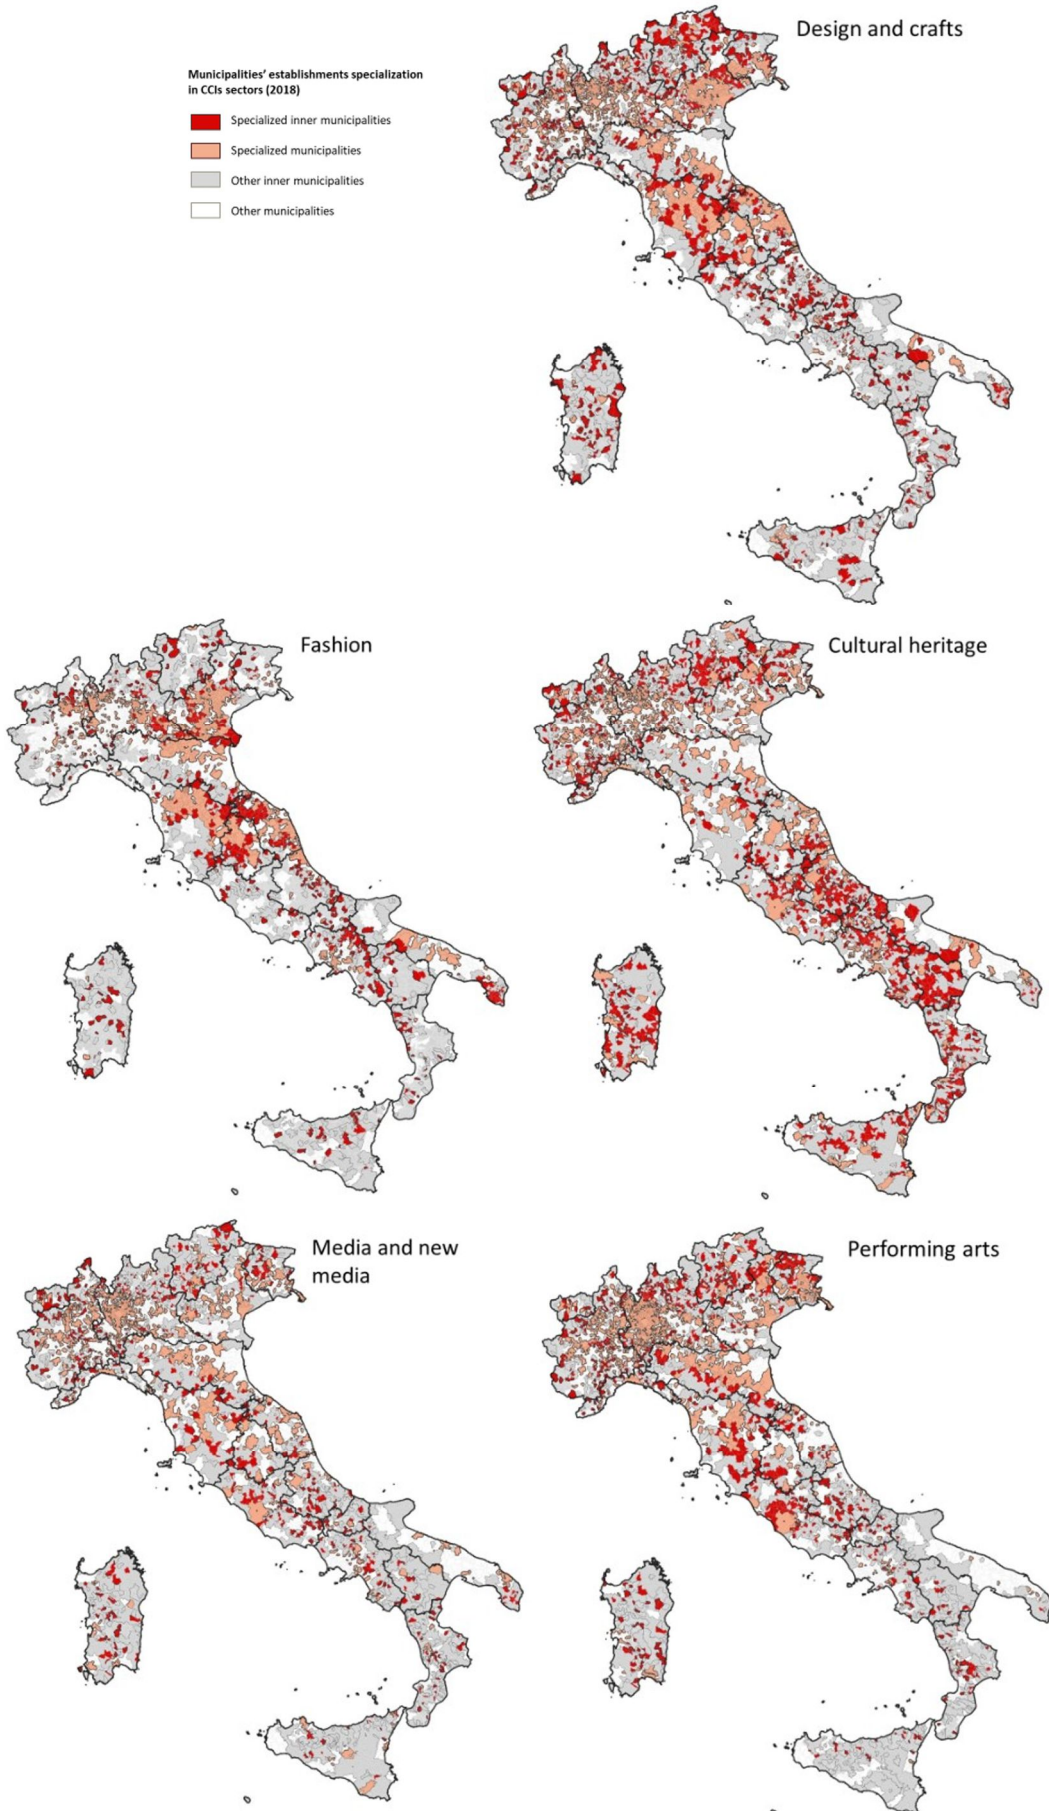 Design and crafts
Municipalities' establishments specialization
in CCIs sectors (2018)
Specialized inner municipalities
Specialized municipalities
Other inner municipalities
Other municipalities
Fashion
Cultural heritage
Media and new
media
Performing arts